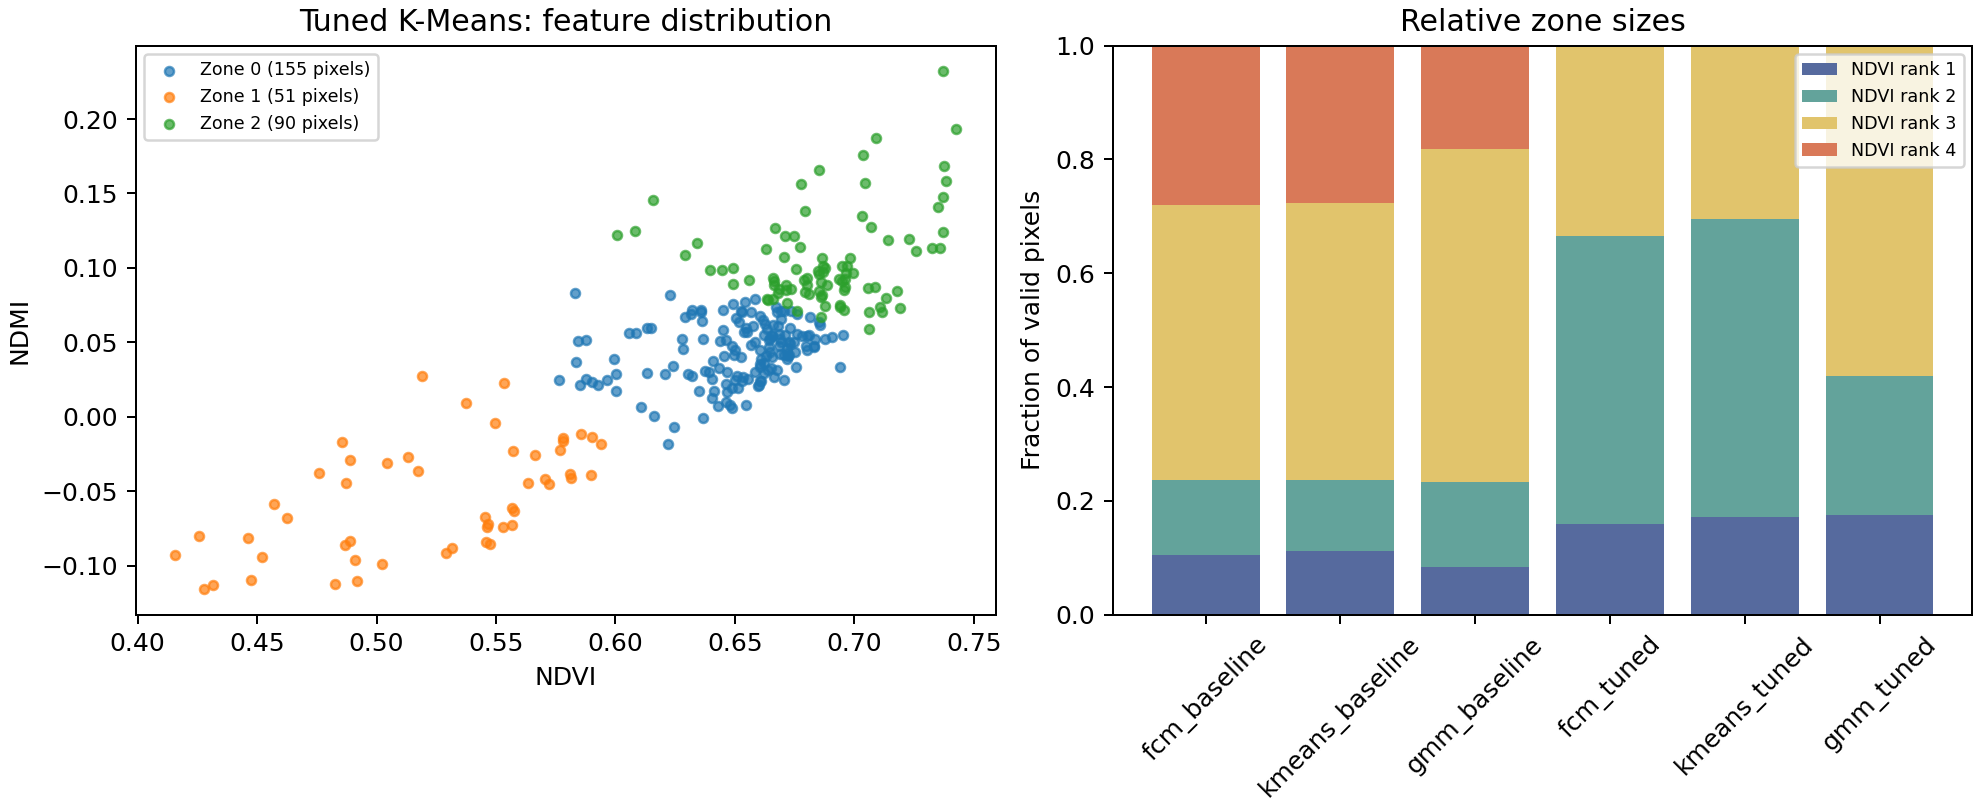 Tuned K-Means: feature distribution
Zone 0 (155 pixels)
Zone 1 (51 pixels)
Zone 2 (90 pixels)
NDMI
0.20
0.15
0.10
0.05
0.00
−0.05
−0.10
0.40 0.45 0.50 0.55 0.60 0.65 0.70 0.75
NDVI
Relative zone sizes
NDVI rank 1
NDVI rank 2
NDVI rank 3
NDVI rank 4
Fraction of valid pixels
1.0
0.8
0.6
0.4
0.2
0.0
fcm_baseline
kmeans_baseline
gmm_baseline
fcm_tuned
kmeans_tuned
gmm_tuned